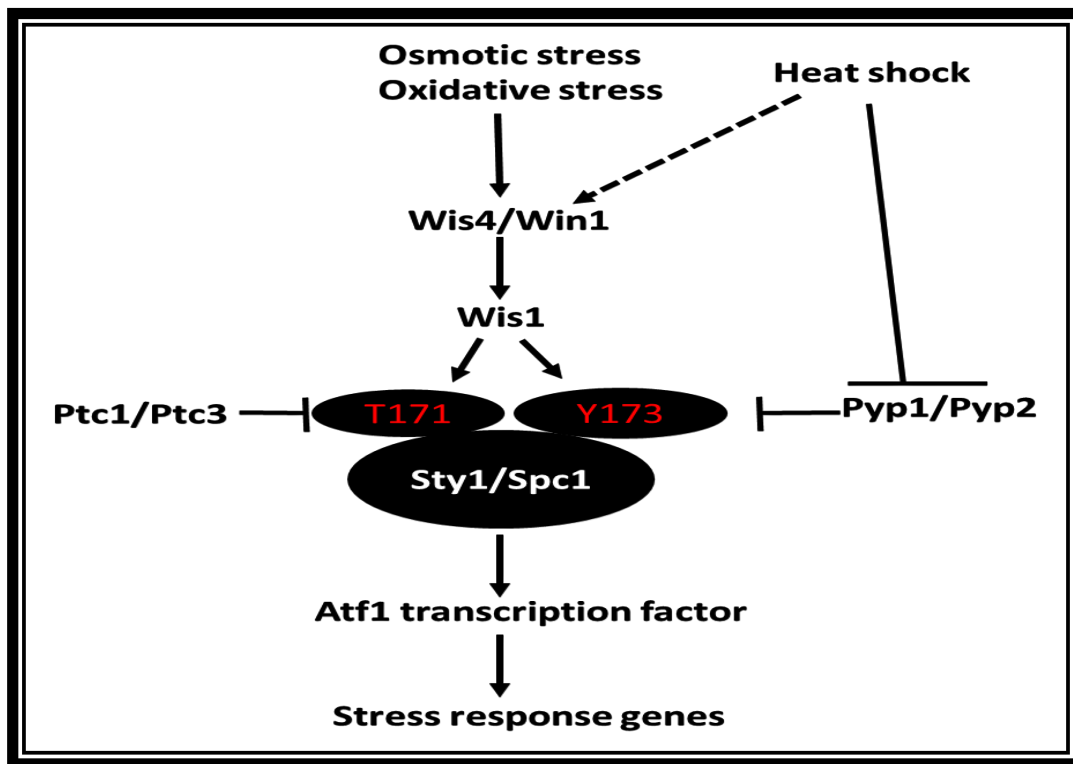 Osmotic stress
Oxidative stress
Heat shock
Wis4/Win1
Wis1
Ptc1/Ptc3
T171
Y173
Pyp1/Pyp2
Sty1/Spc1
Atf1 transcription factor
Stress response genes